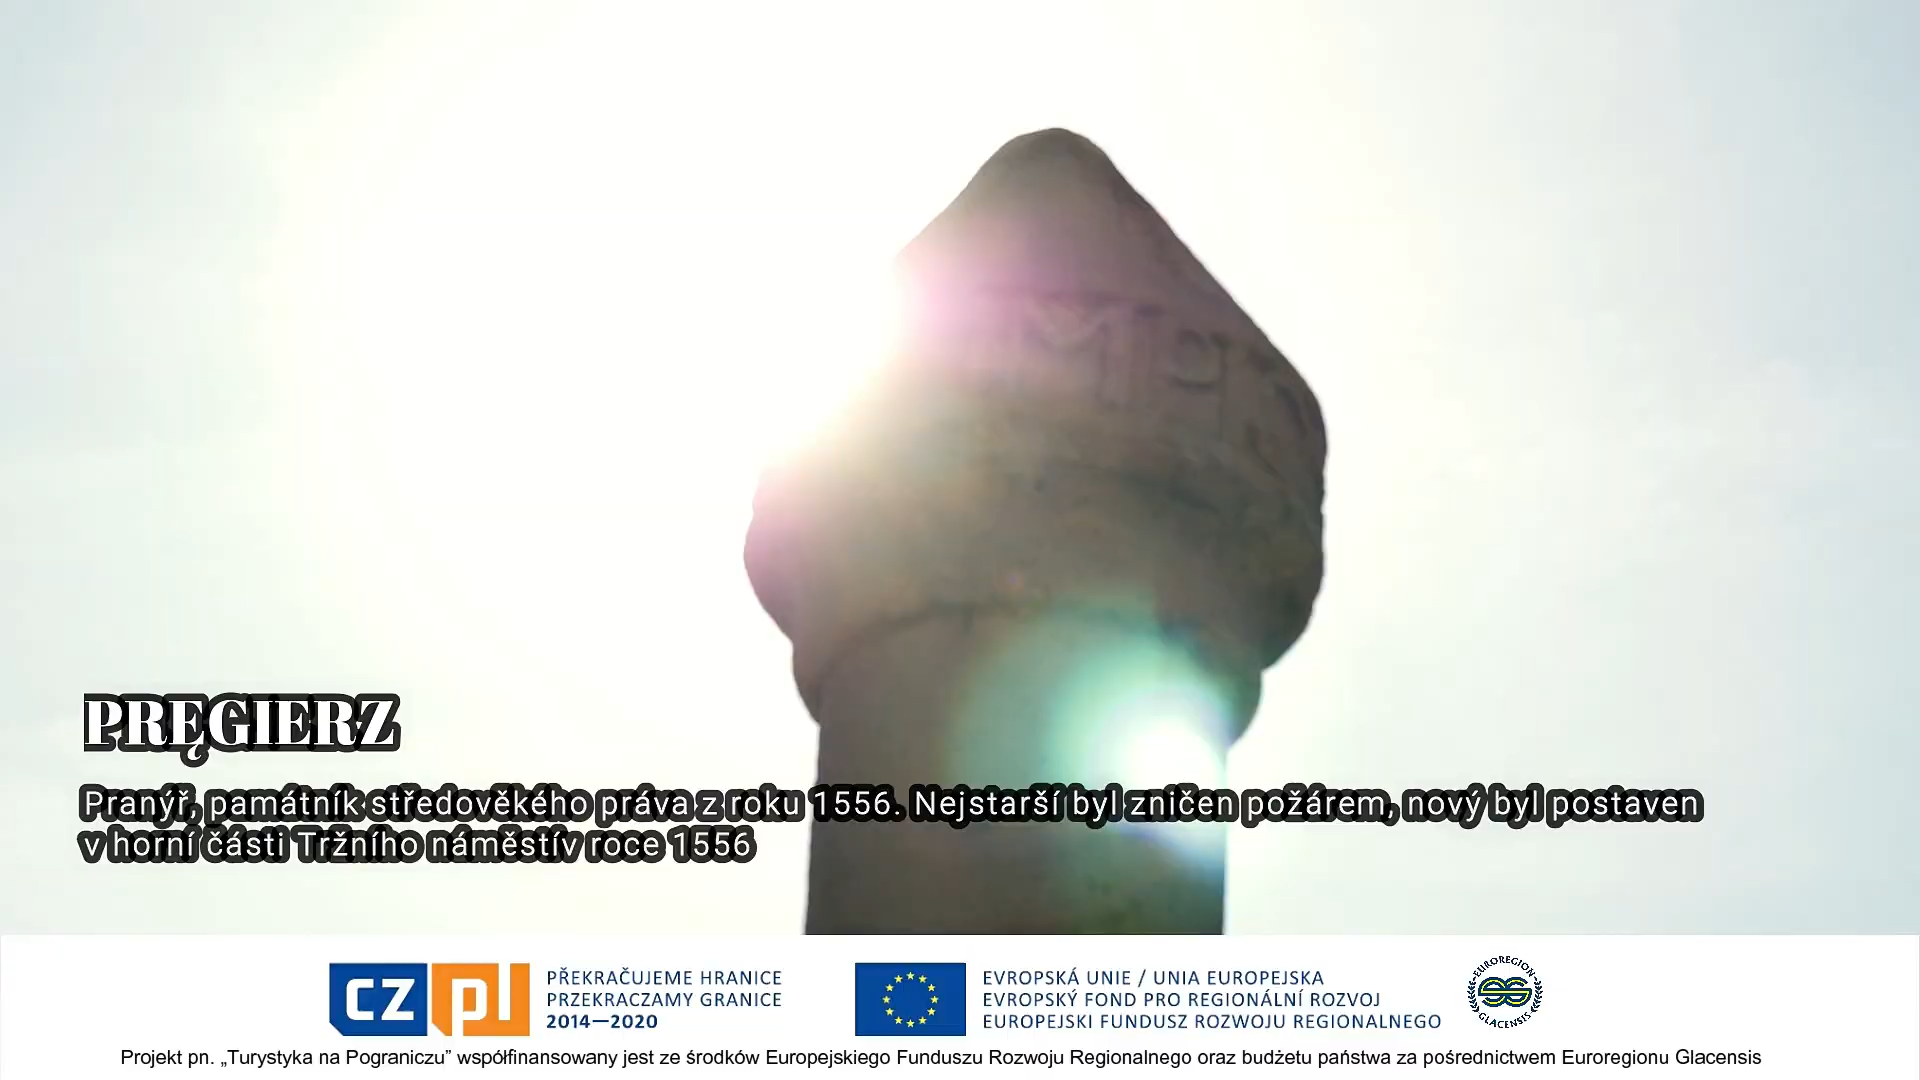 PRĘGIERZ
Pranýř, památník středověkého práva z roku 1556. Nejstarší byl zničen požárem, nový byl postaven
v horní části Tržního náměstív roce 1556
cz pl
PŘEKRAČUJEME HRANICE
PRZEKRACZAMY GRANICE
2014—2020
EVROPSKÁ UNIE / UNIA EUROPEJSKA
EVROPSKÝ FOND PRO REGIONÁLNÍ ROZVOJ
EUROPEJSKI FUNDUSZ ROZWOJU REGIONALNEGO
EUROREGION
GLACENSIS
Projekt pn. „Turystyka na Pograniczu” współfinansowany jest ze środków Europejskiego Funduszu Rozwoju Regionalnego oraz budżetu państwa za pośrednictwem Euroregionu Glacensis